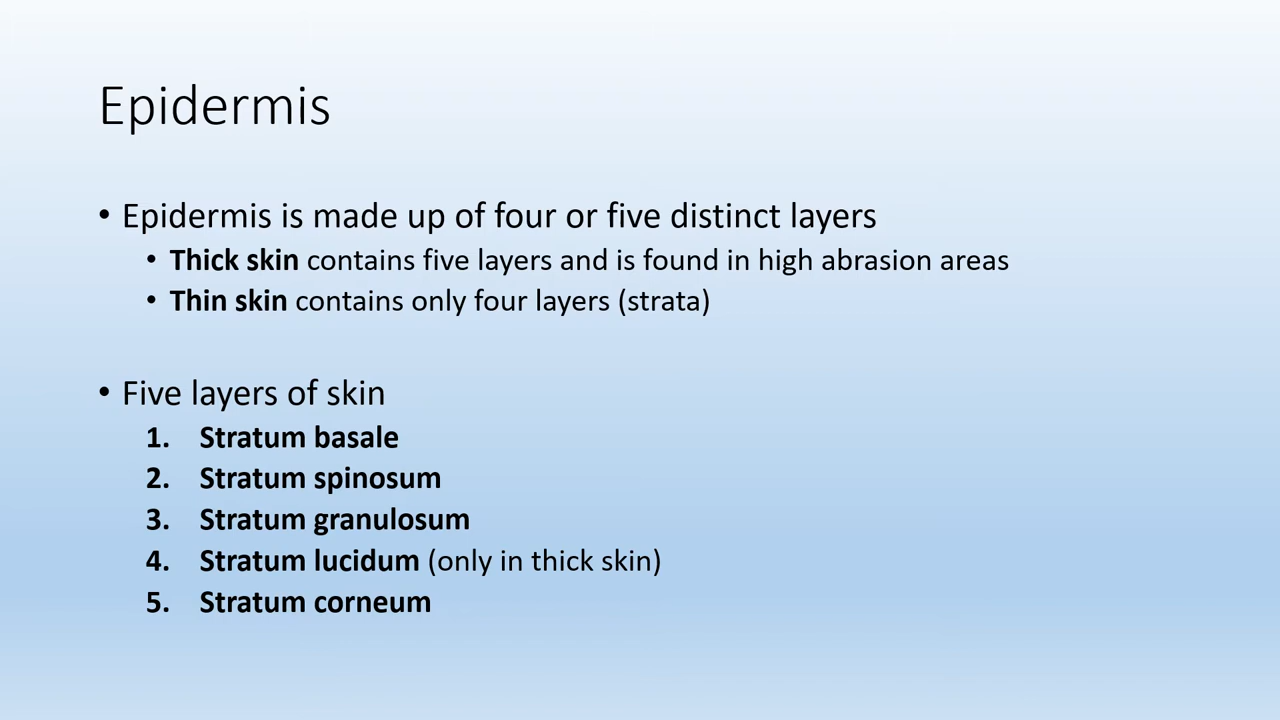 Epidermis
• Epidermis is made up of four or five distinct layers
• Thick skin contains five layers and is found in high abrasion areas
• Thin skin contains only four layers (strata)
• Five layers of skin
1. Stratum basale
2. Stratum spinosum
3. Stratum granulosum
4. Stratum lucidum (only in thick skin)
5. Stratum corneum